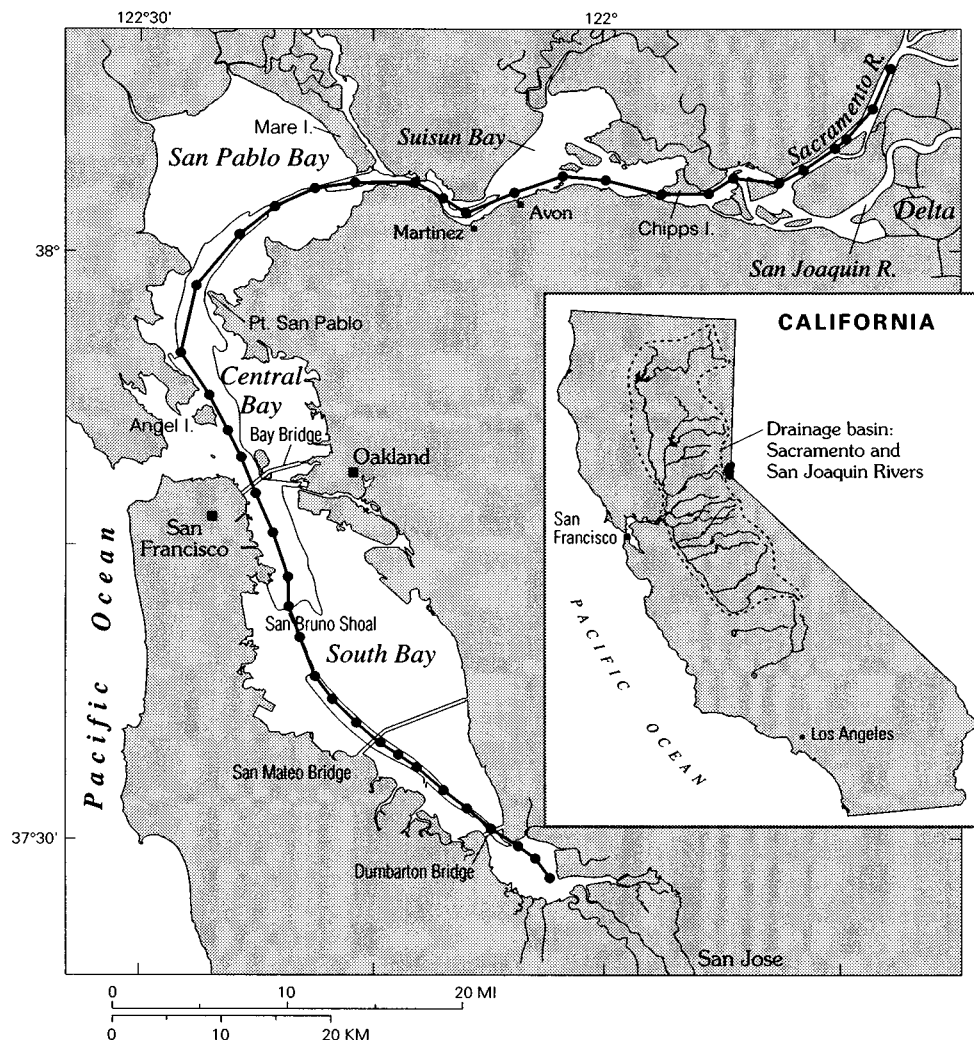 122°30'
122°
Sacramento R.
Mare I.
Suisun Bay
San Pablo Bay
Avon
Martinez
Chipps I.
Delta
38°
San Joaquin R.
Pt. San Pablo
Central
Bay
Angel I.
Bay Bridge
Oakland
San
Francisco
Pacific Ocean
San Bruno Shoal
South Bay
San Mateo Bridge
37°30'
Dumbarton Bridge
San Jose
CALIFORNIA
Drainage basin:
Sacramento and
San Joaquin Rivers
San
Francisco
PACIFIC OCEAN
Los Angeles
0 10 20 MI
0 10 20 KM